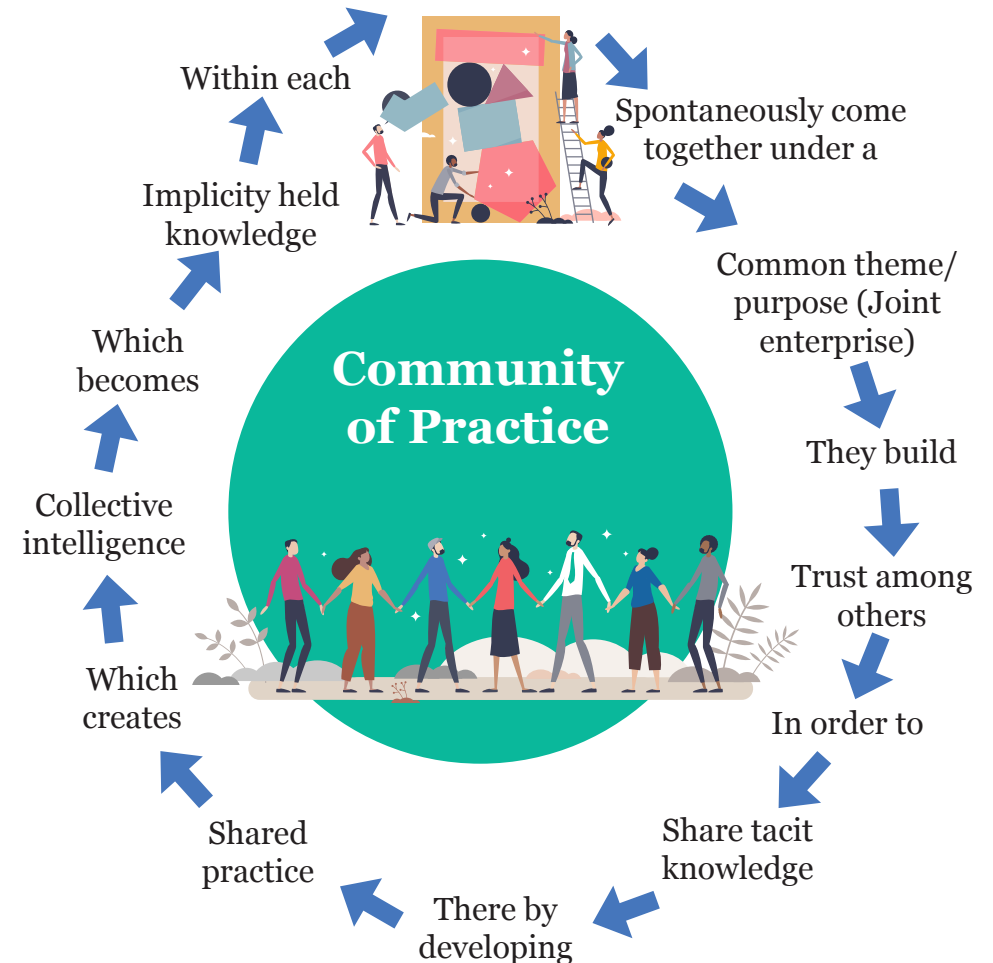 Community
of Practice
Spontaneously come
together under a
Common theme/
purpose (Joint
enterprise)
They build
Trust among
others
In order to
Share tacit
knowledge
There by
developing
Shared
practice
Which
creates
Collective
intelligence
Which
becomes
Implicity held
knowledge
Within each